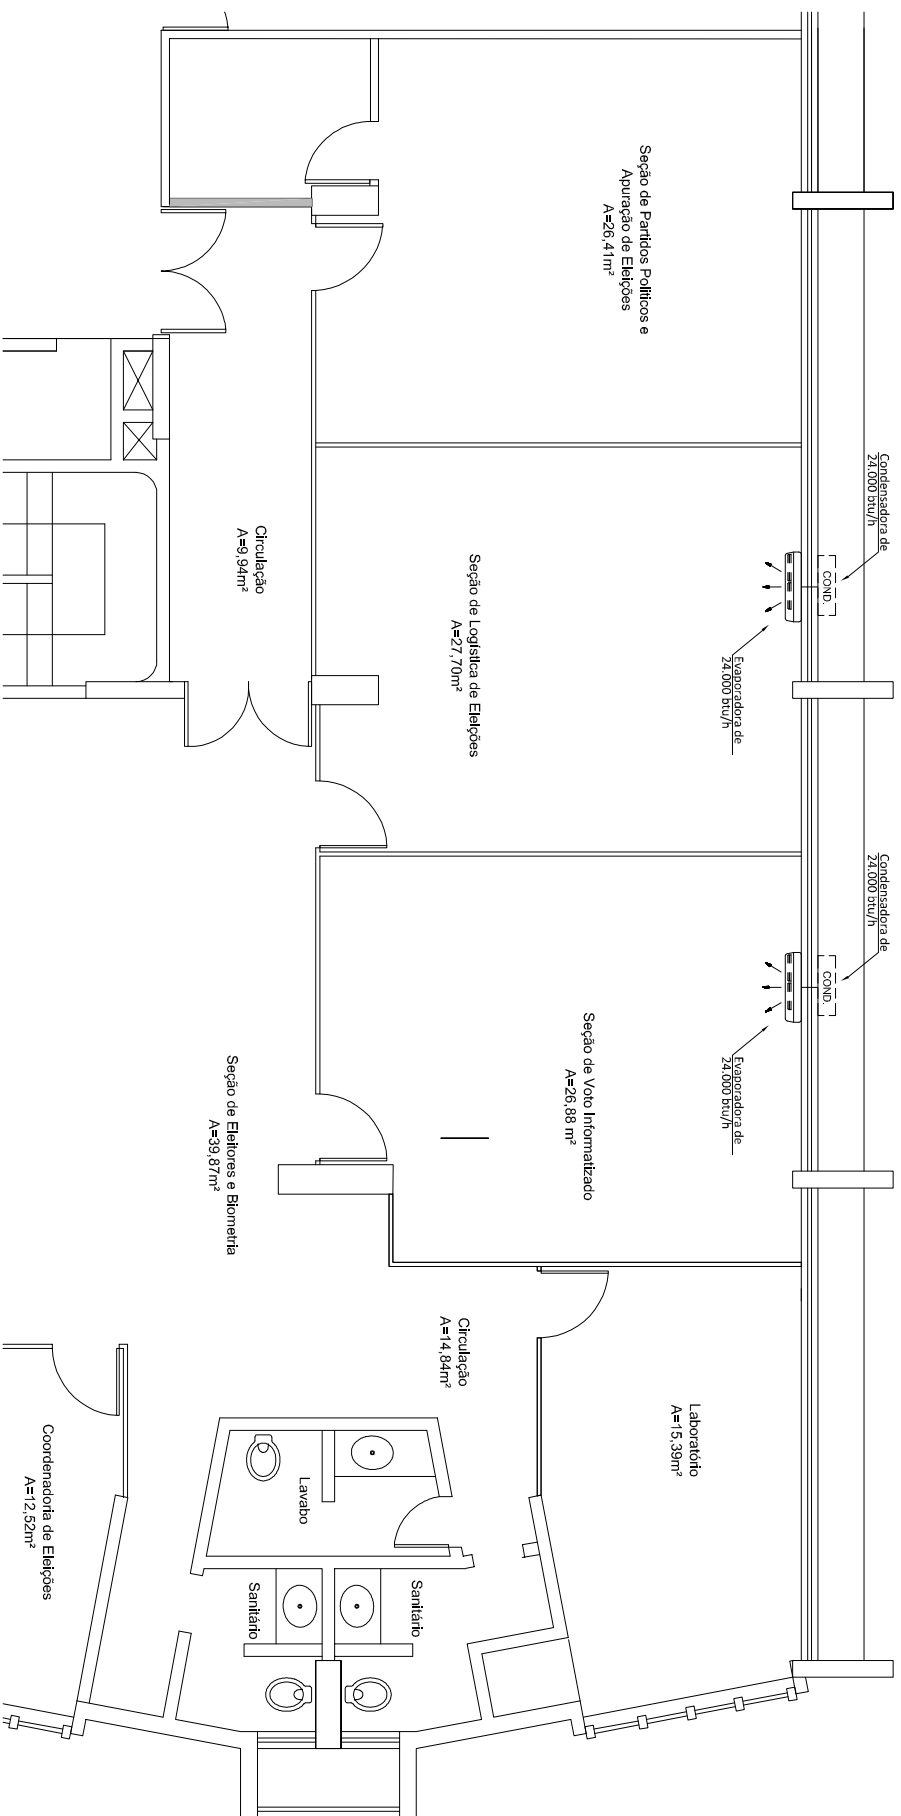 Seção de Partidos Politicos e
Apuração de Eleições
A=26,41m²
Condensadora de
24.000 btu/h
COND.
Evaporadora de
24.000 btu/h
Circulação
A=9,94m²
Seção de Logística de Eleições
A=27,70m²
Condensadora de
24.000 btu/h
COND.
Evaporadora de
24.000 btu/h
Seção de Voto Informatizado
A=26,88 m²
Seção de Eleitores e Biometria
A=39,87m²
Circulação
A=14,84m²
Laboratório
A=15,39m²
Lavabo
Coordenadoria de Eleições
A=12,52m²
Sanitário
Sanitário